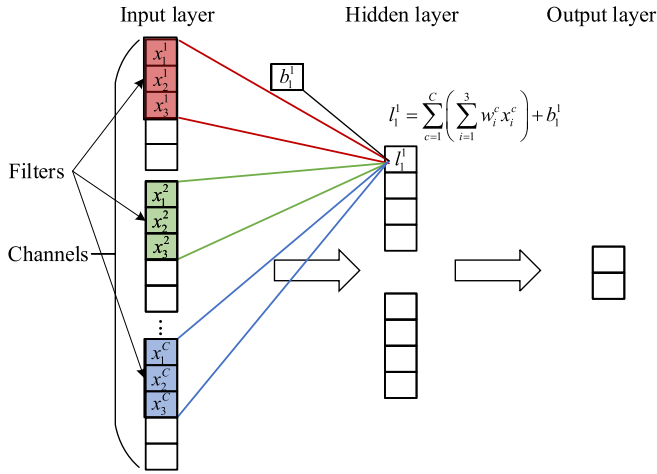 Input layer
Hidden layer
Output layer
x_1^1
x_2^1
x_3^1
b_1^1
l_1^1 = \sum_{c=1}^{C} \left( \sum_{i=1}^{3} w_i^c x_i^c \right) + b_1^1
l_1^1
Filters
x_1^2
x_2^2
x_3^2
Channels
...
x_1^C
x_2^C
x_3^C